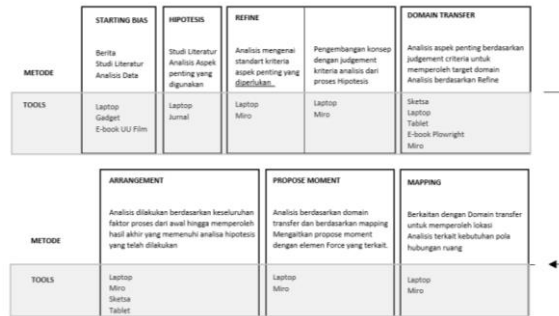 STARTING BIAS
Berita
Studi Literatur
Analisis Data
HIPOTESIS
Studi Literatur
Analisis Aspek
penting yang
digunakan
REFINE
Analisis mengenai
standart kriteria
aspek penting yang
diperlukan
Pengembangan konsep
dengan judgement
kriteria analisis dari
proses Hipotesis
DOMAIN TRANSFER
Analisis aspek penting berdasarkan
judgement criteria untuk
memperoleh target domain
Analisis berdasarkan Refine
METODE
TOOLS
Laptop
Gadget
E-book UU Film
Laptop
Jurnal
Laptop
Miro
Laptop
Miro
Sketsa
Laptop
Tablet
E-book Plowright
Miro
ARRANGEMENT
Analisis dilakukan berdasarkan keseluruhan
faktor proses dari awal hingga memperoleh
hasil akhir yang memenuhi analisa hipotesis
yang telah dilakukan
PROPOSE MOMENT
Analisis berdasarkan domain
transfer dan berdasarkan mapping
Mengaitkan propose moment
dengan elemen Force yang terkait.
MAPPING
Berkaitan dengan Domain transfer
untuk memperoleh lokasi
Analisis terkait kebutuhan pola
hubungan ruang
METODE
TOOLS
Laptop
Miro
Sketsa
Tablet
Laptop
Miro
Laptop
Miro